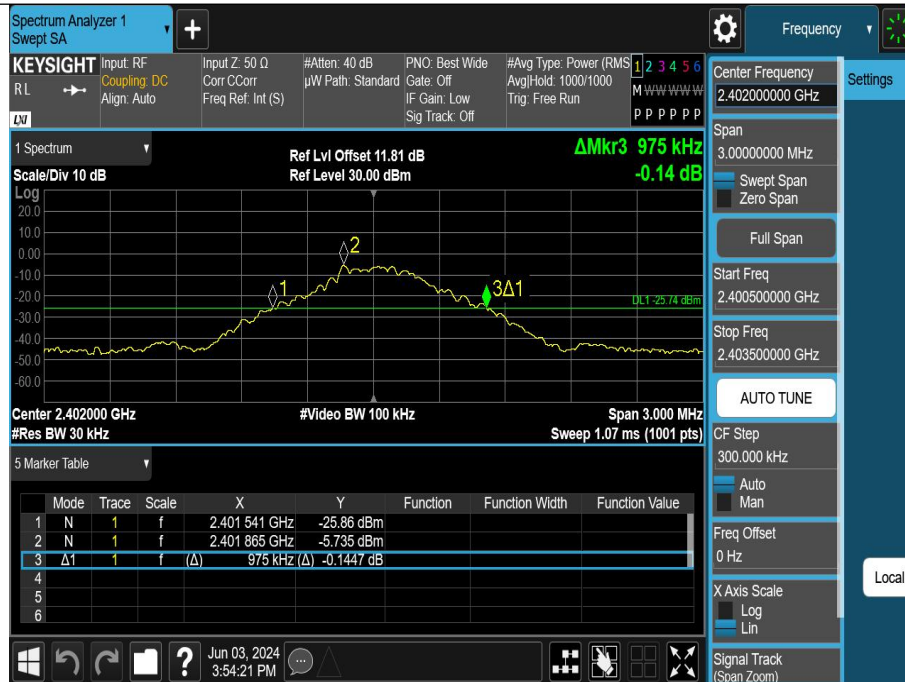 Spectrum Analyzer 1
Swept SA
+
Frequency
KEYSIGHT
RL
LXI
Input: RF
Coupling: DC
Align: Auto
Input Z: 50 Ω
Corr CCorr
Freq Ref: Int (S)
#Atten: 40 dB
µW Path: Standard
PNO: Best Wide
Gate: Off
IF Gain: Low
Sig Track: Off
#Avg Type: Power (RMS
Avg|Hold: 1000/1000
Trig: Free Run
1 2 3 4 5 6
M W W W W W
P P P P P P
1 Spectrum
Scale/Div 10 dB
Ref Lvl Offset 11.81 dB
Ref Level 30.00 dBm
ΔMkr3 975 kHz
-0.14 dB
Log
20.0
10.0
0.00
-10.0
-20.0
-30.0
-40.0
-50.0
-60.0
1
2
3Δ1
DL1 -25.74 dBm
Center 2.402000 GHz
#Video BW 100 kHz
Span 3.000 MHz
#Res BW 30 kHz
Sweep 1.07 ms (1001 pts)
5 Marker Table
Mode Trace Scale X Y Function Function Width Function Value
1 N 1 f 2.401 541 GHz -25.86 dBm
2 N 1 f 2.401 865 GHz -5.735 dBm
3 Δ1 1 f (Δ) 975 kHz (Δ) -0.1447 dB
4
5
6
?
Jun 03, 2024
3:54:21 PM
Center Frequency
2.402000000 GHz
Span
3.00000000 MHz
Swept Span
Zero Span
Full Span
Start Freq
2.400500000 GHz
Stop Freq
2.403500000 GHz
AUTO TUNE
CF Step
300.000 kHz
Auto
Man
Freq Offset
0 Hz
X Axis Scale
Log
Lin
Signal Track
(Span Zoom)
Settings
Local